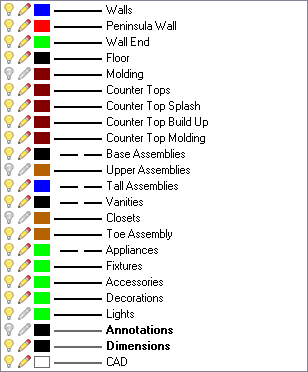 Walls
Peninsula Wall
Wall End
Floor
Molding
Counter Tops
Counter Top Splash
Counter Top Build Up
Counter Top Molding
Base Assemblies
Upper Assemblies
Tall Assemblies
Vanities
Closets
Toe Assembly
Appliances
Fixtures
Accessories
Decorations
Lights
Annotations
Dimensions
CAD